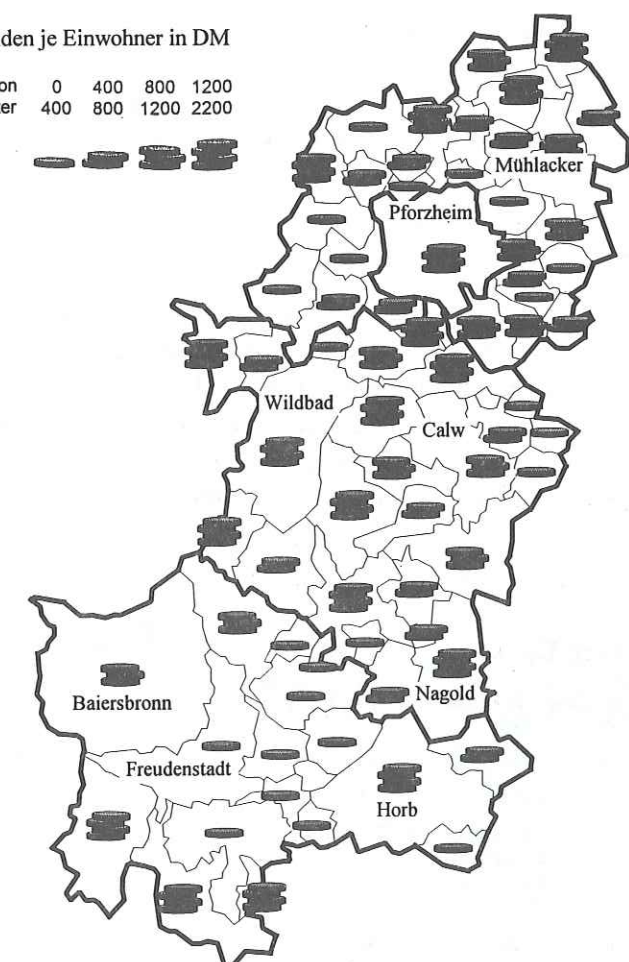 den je Einwohner in DM
on 0 400 800 1200
ter 400 800 1200 2200
Mühlacker
Pforzheim
Wildbad
Calw
Baiersbronn
Nagold
Freudenstadt
Horb